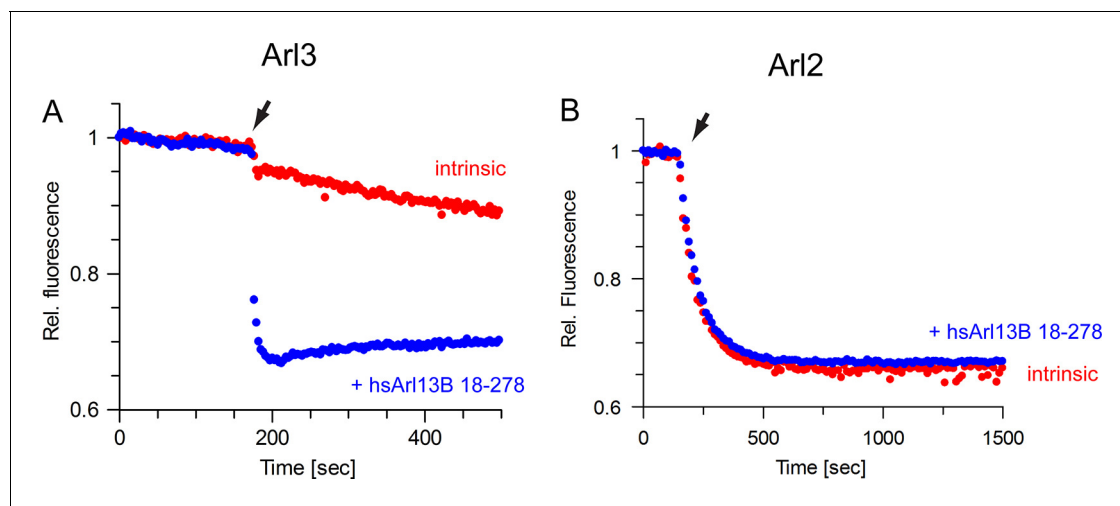 Arl3
A
1
0.8
0.6
Rel. fluorescence
0
200
400
Time [sec]
intrinsic
+ hsArl13B 18-278
Arl2
B
1
0.8
0.6
Rel. Fluorescence
0
500
1000
1500
Time [sec]
+ hsArl13B 18-278
intrinsic